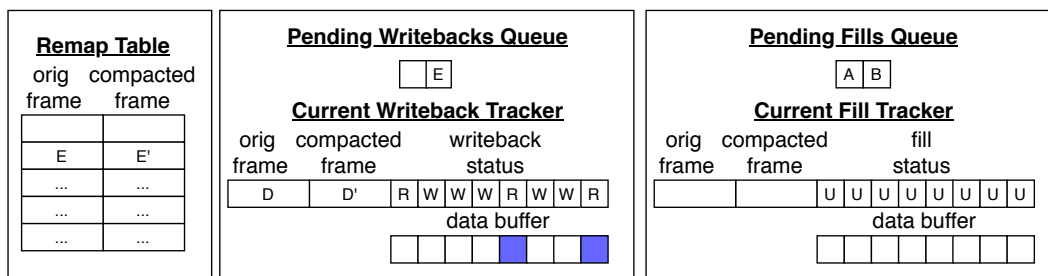 Remap Table
orig compacted
frame frame
E E'
... ...
... ...
... ...
Pending Writebacks Queue
E
Current Writeback Tracker
orig compacted writeback
frame frame status
D D' R W W W R W W R
data buffer
Pending Fills Queue
A B
Current Fill Tracker
orig compacted fill
frame frame status
U U U U U U U U
data buffer